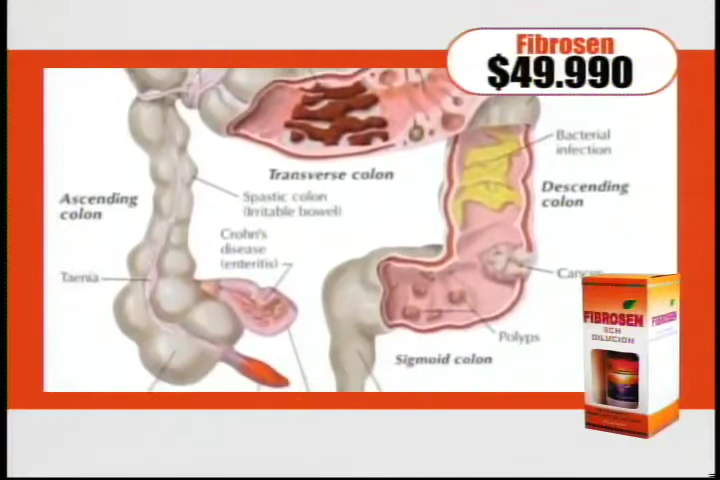 Fibrosen
$49.990
Bacterial
infection
Transverse colon
Descending
colon
Ascending
colon
Spastic colon
(Irritable bowel)
Crohn's
disease
(enteritis)
Taenia
Polyps
Sigmoid colon
FIBROSEN
SCH
DILUCION
FIBROSEN